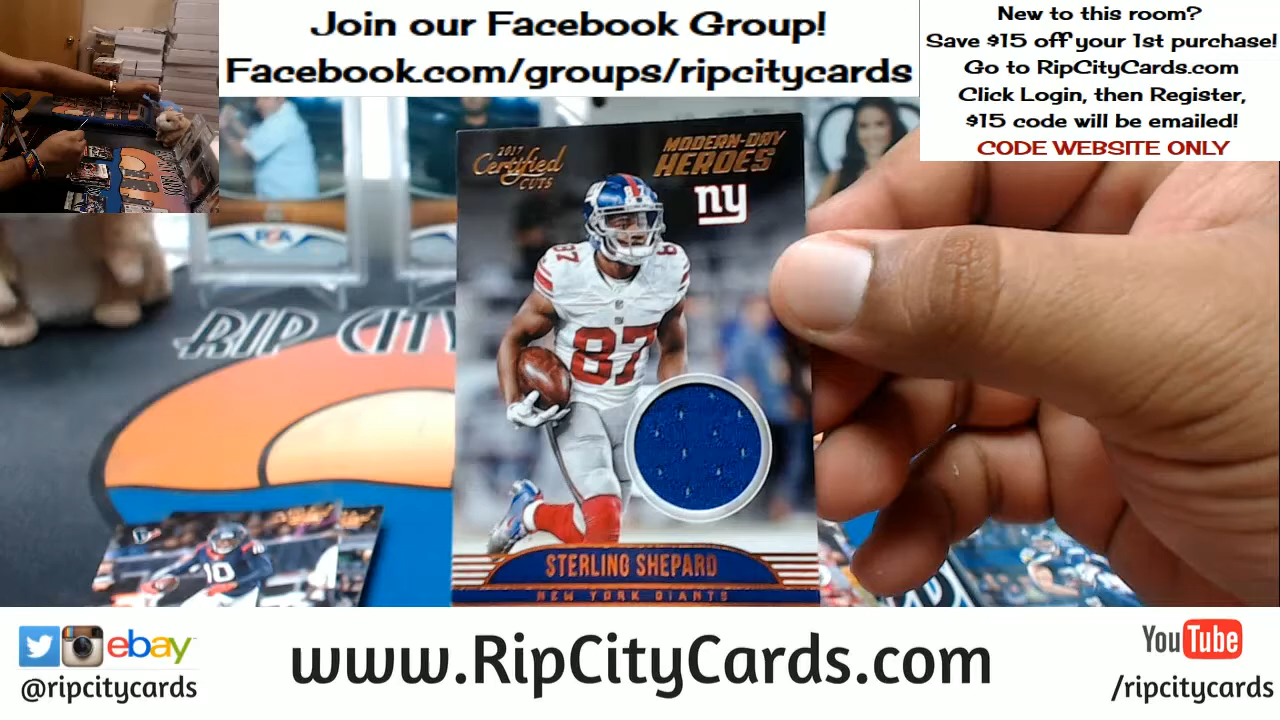 Join our Facebook Group!
Facebook.com/groups/ripcitycards
New to this room?
Save $15 off your 1st purchase!
Go to RipCityCards.com
Click Login, then Register,
$15 code will be emailed!
CODE WEBSITE ONLY
2017
Certified
CUTS
MODERN-DAY
HEROES
ny
RIP CITY
87
87
10
STERLING SHEPARD
NEW YORK GIANTS
ebay
@ripcitycards
www.RipCityCards.com
YouTube
/ripcitycards